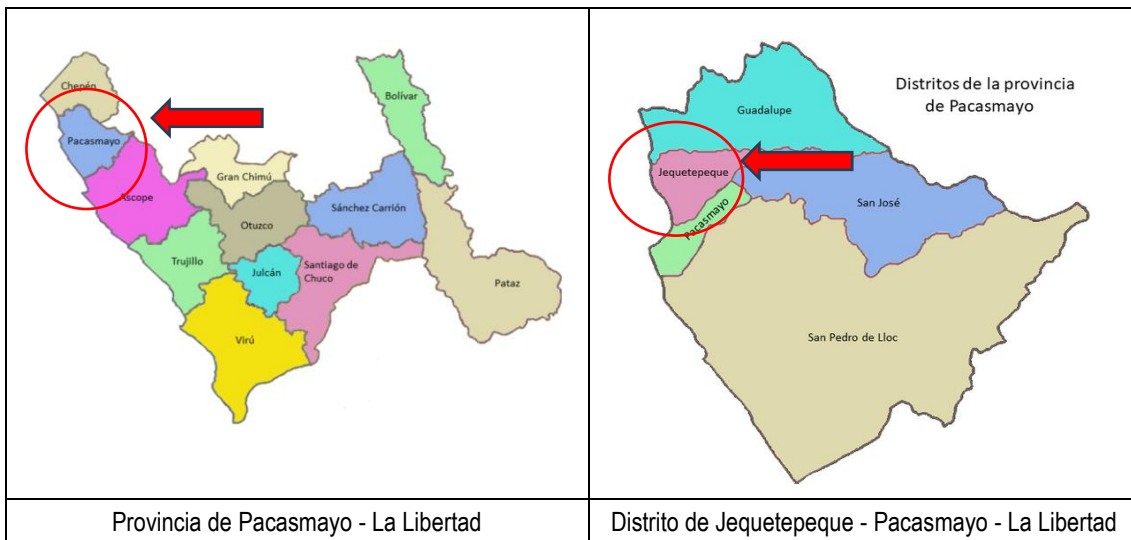 Chepén
Pacasmayo
Ascope
Gran Chimú
Bolívar
Otuzco
Sánchez Carrión
Trujillo
Julcán
Santiago de
Chuco
Pataz
Virú
Distritos de la provincia
de Pacasmayo
Guadalupe
Jequetepeque
San José
Pacasmayo
San Pedro de Lloc
Provincia de Pacasmayo - La Libertad
Distrito de Jequetepeque - Pacasmayo - La Libertad